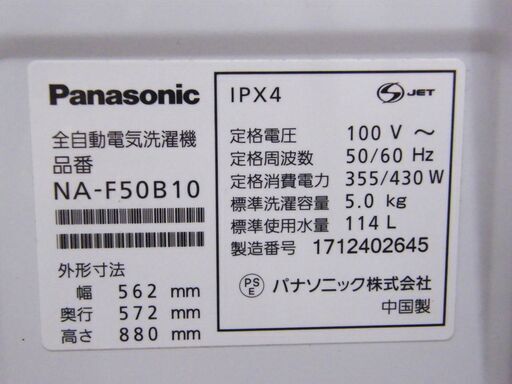 Panasonic
全自動電気洗濯機
品番
NA-F50B10
外形寸法
幅 562 mm
奥行 572 mm
高さ 880 mm
IPX4
S JET
定格電圧 100 V ～
定格周波数 50/60 Hz
定格消費電力 355/430 W
標準洗濯容量 5.0 kg
標準使用水量 114 L
製造番号 1712402645
PS E パナソニック株式会社
中国製